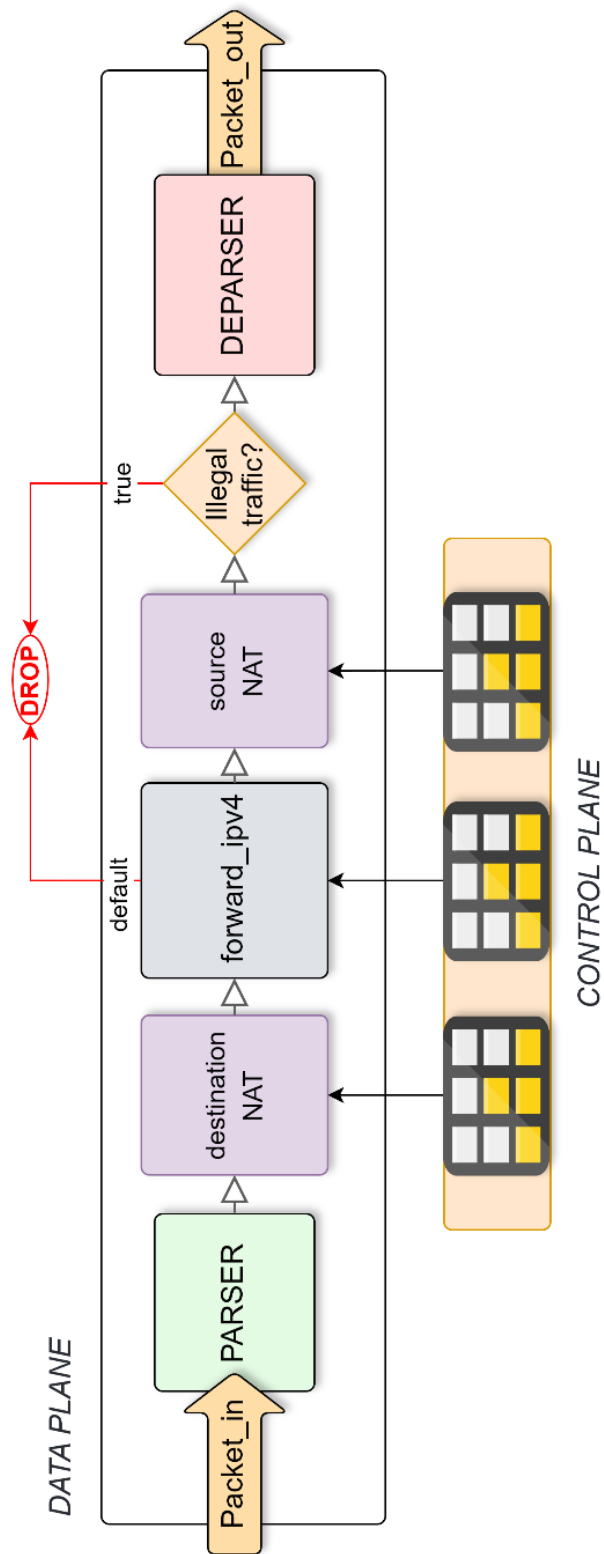 DATA PLANE
Packet_in
PARSER
destination
NAT
forward_ipv4
default
DROP
source
NAT
Illegal
traffic?
true
DEPARSER
Packet_out
CONTROL PLANE